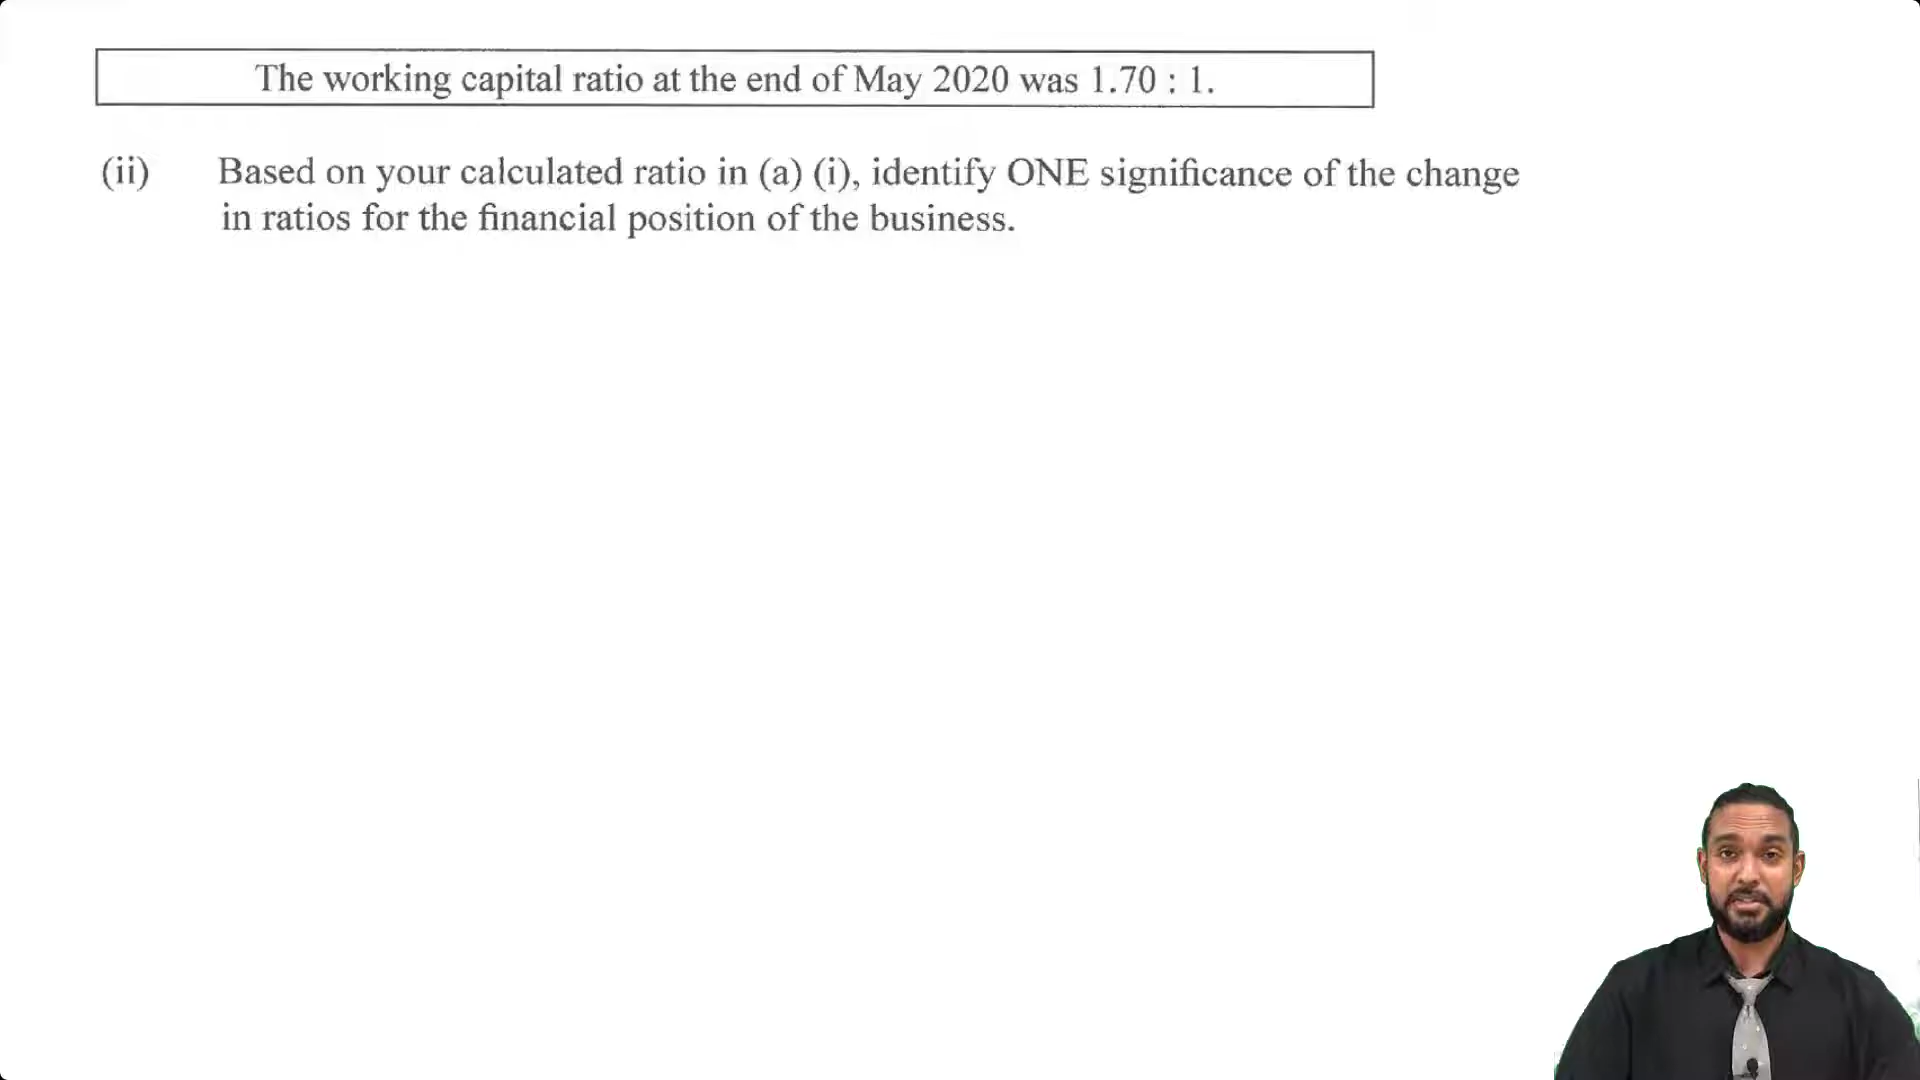 The working capital ratio at the end of May 2020 was 1.70 : 1.
(ii) Based on your calculated ratio in (a) (i), identify ONE significance of the change
in ratios for the financial position of the business.